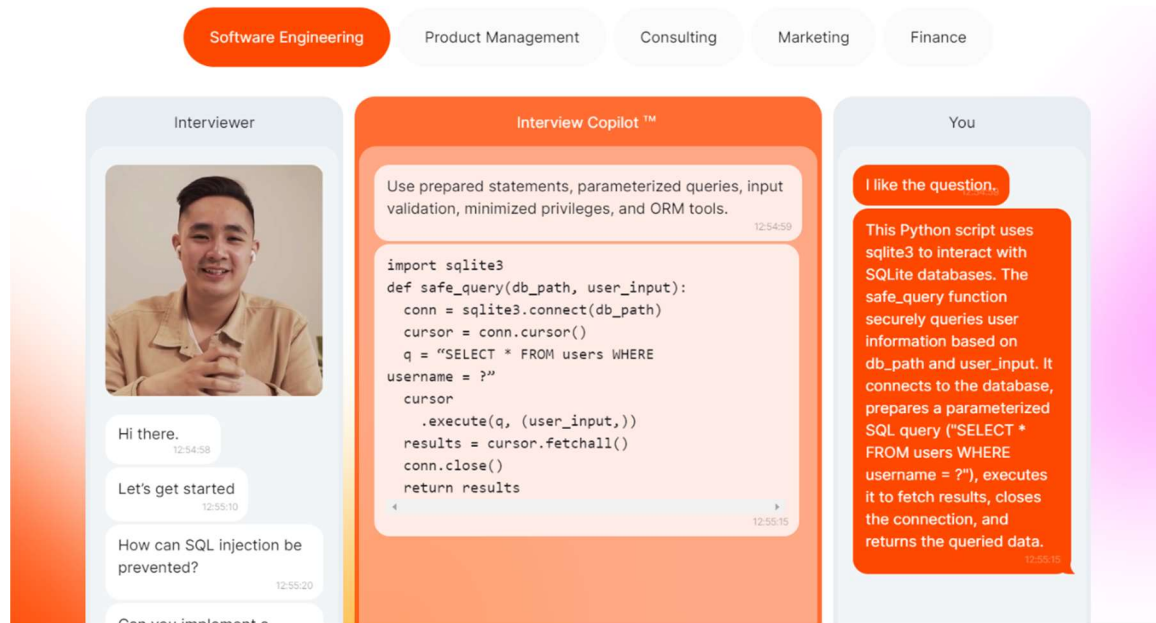 Software Engineering
Product Management
Consulting
Marketing
Finance
Interviewer
Hi there.
12:54:58
Let's get started
12:55:10
How can SQL injection be
prevented?
12:55:20
Can you implement a
Interview Copilot ™
Use prepared statements, parameterized queries, input
validation, minimized privileges, and ORM tools.
12:54:59
import sqlite3
def safe_query(db_path, user_input):
  conn = sqlite3.connect(db_path)
  cursor = conn.cursor()
  q = “SELECT * FROM users WHERE
username = ?”
  cursor
    .execute(q, (user_input,))
  results = cursor.fetchall()
  conn.close()
  return results
12:55:15
You
I like the question.
This Python script uses
sqlite3 to interact with
SQLite databases. The
safe_query function
securely queries user
information based on
db_path and user_input. It
connects to the database,
prepares a parameterized
SQL query ("SELECT *
FROM users WHERE
username = ?"), executes
it to fetch results, closes
the connection, and
returns the queried data.
12:55:15